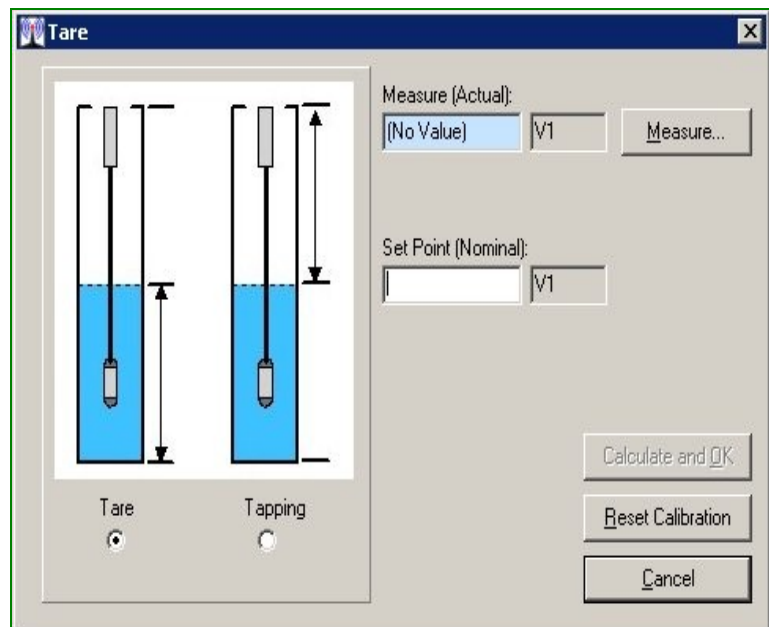 Tare
Measure (Actual):
(No Value)
V1
Measure...
Set Point (Nominal):
V1
Tare
Tapping
Calculate and OK
Reset Calibration
Cancel